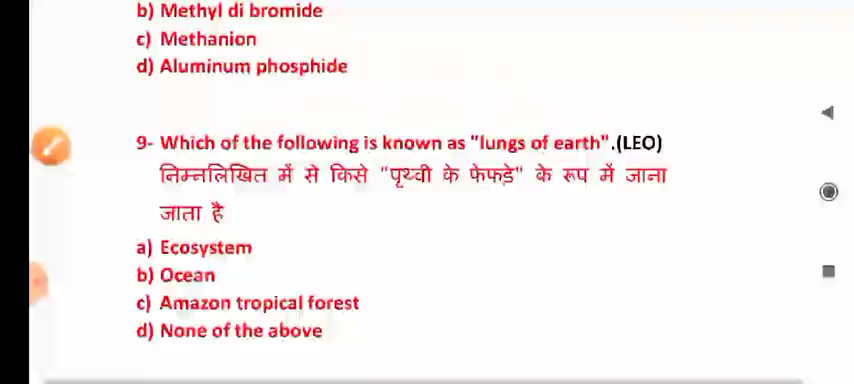 b) Methyl di bromide
c) Methanion
d) Aluminum phosphide
9- Which of the following is known as "lungs of earth".(LEO)
निम्नलिखित में से किसे "पृथ्वी के फेफड़े" के रूप में जाना
जाता है
a) Ecosystem
b) Ocean
c) Amazon tropical forest
d) None of the above